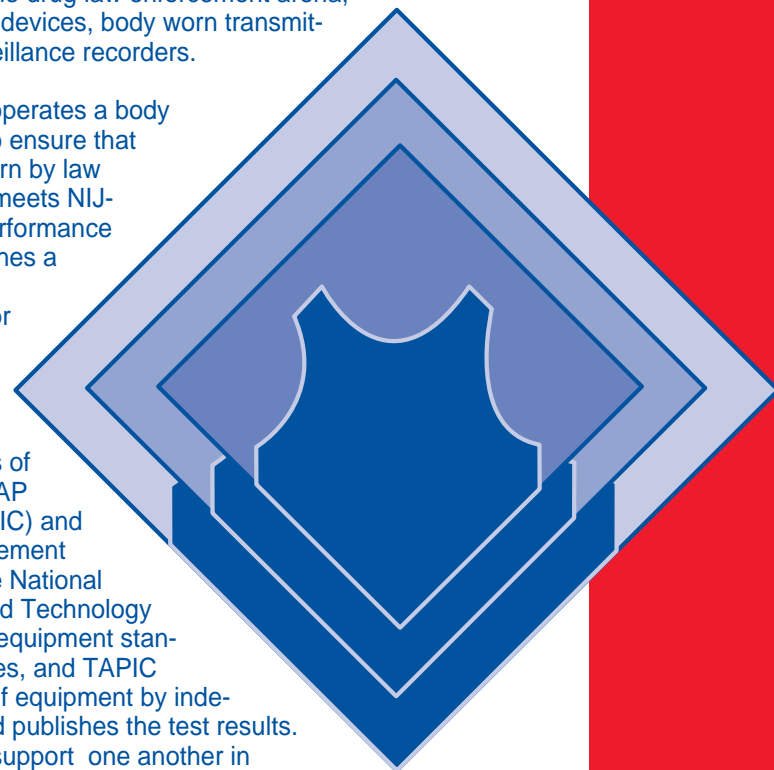 drug law enforcement arena,
devices, body worn transmit-
eillance recorders.
operates a body
ensure that
rn by law
meets NIJ-
erformance
nes a
or
s of
AP
IC) and
ement
National
d Technology
equipment stan-
es, and TAPIC
f equipment by inde-
d publishes the test results.
support one another in